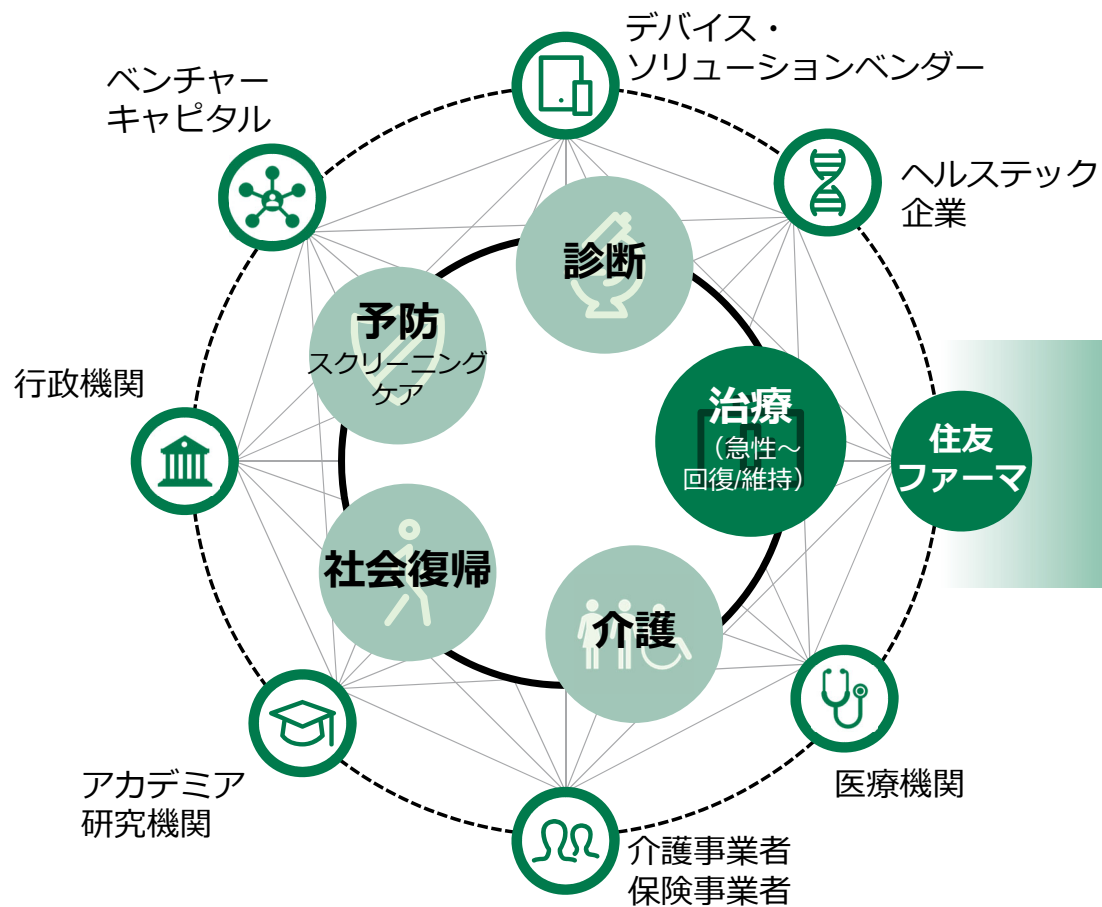 デバイス・
ソリューションベンダー
ベンチャー
キャピタル
ヘルステック
企業
診断
予防
スクリーニング
ケア
行政機関
治療
（急性～
回復/維持）
住友
ファーマ
社会復帰
介護
アカデミア
研究機関
医療機関
介護事業者
保険事業者